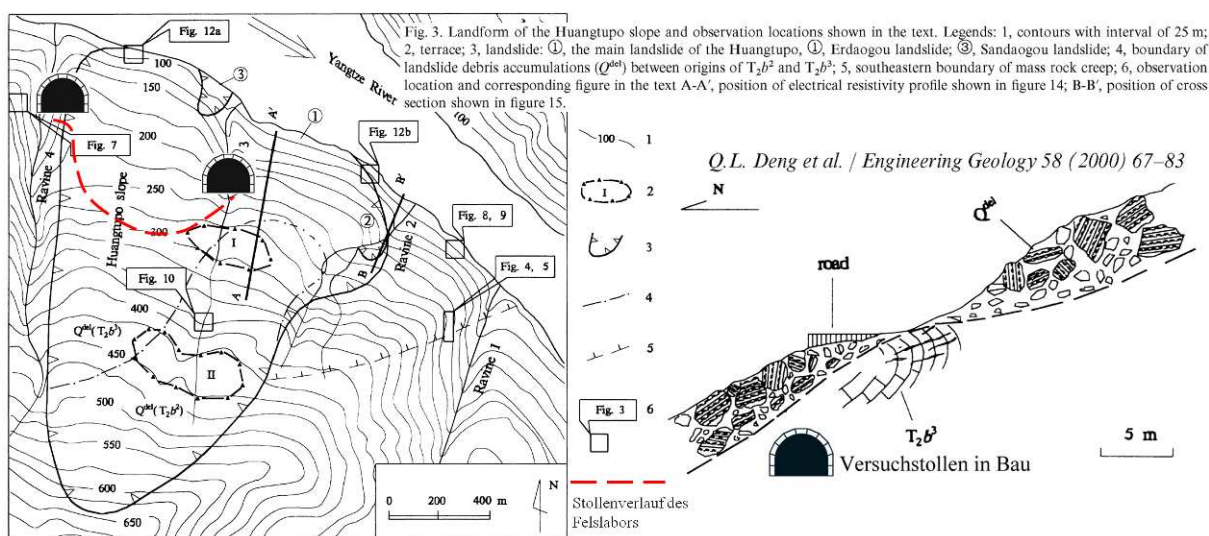 Fig. 3. Landform of the Huangtupo slope and observation locations shown in the text. Legends: 1, contours with interval of 25 m;
2, terrace; 3, landslide: ①, the main landslide of the Huangtupo, ①, Erdaogou landslide; ③, Sandaogou landslide; 4, boundary of
landslide debris accumulations (Qdel) between origins of T₂b² and T₂b³; 5, southeastern boundary of mass rock creep; 6, observation
location and corresponding figure in the text A-A′, position of electrical resistivity profile shown in figure 14; B-B′, position of cross
section shown in figure 15.
Fig. 12a
Yangtze River
100
100
③
①
150
A′
3
200
Fig. 7
Fig. 12b
Ravine 4
Huangtupo slope
250
B′
②
Ravine 2
Fig. 8, 9
300
I
B
A
Fig. 10
Fig. 4, 5
400
Qdel(T₂b³)
450
II
500
Qdel(T₂b²)
Ravine 1
550
600
650
0 200 400 m
N
100 1
I 2
3
4
5
Fig. 3 6
Stollenverlauf des
Felslabors
Q.L. Deng et al. / Engineering Geology 58 (2000) 67–83
N
Qdel
road
T₂b³
5 m
Versuchstollen in Bau